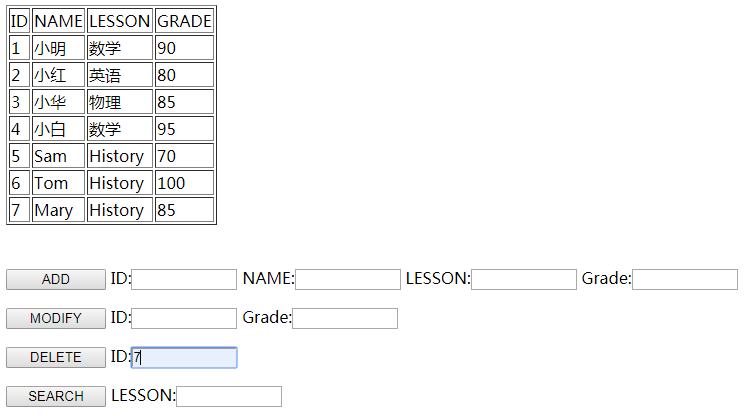 ID NAME LESSON GRADE
1 小明 数学 90
2 小红 英语 80
3 小华 物理 85
4 小白 数学 95
5 Sam History 70
6 Tom History 100
7 Mary History 85
ADD ID: NAME: LESSON: Grade:
MODIFY ID: Grade:
DELETE ID:7
SEARCH LESSON: